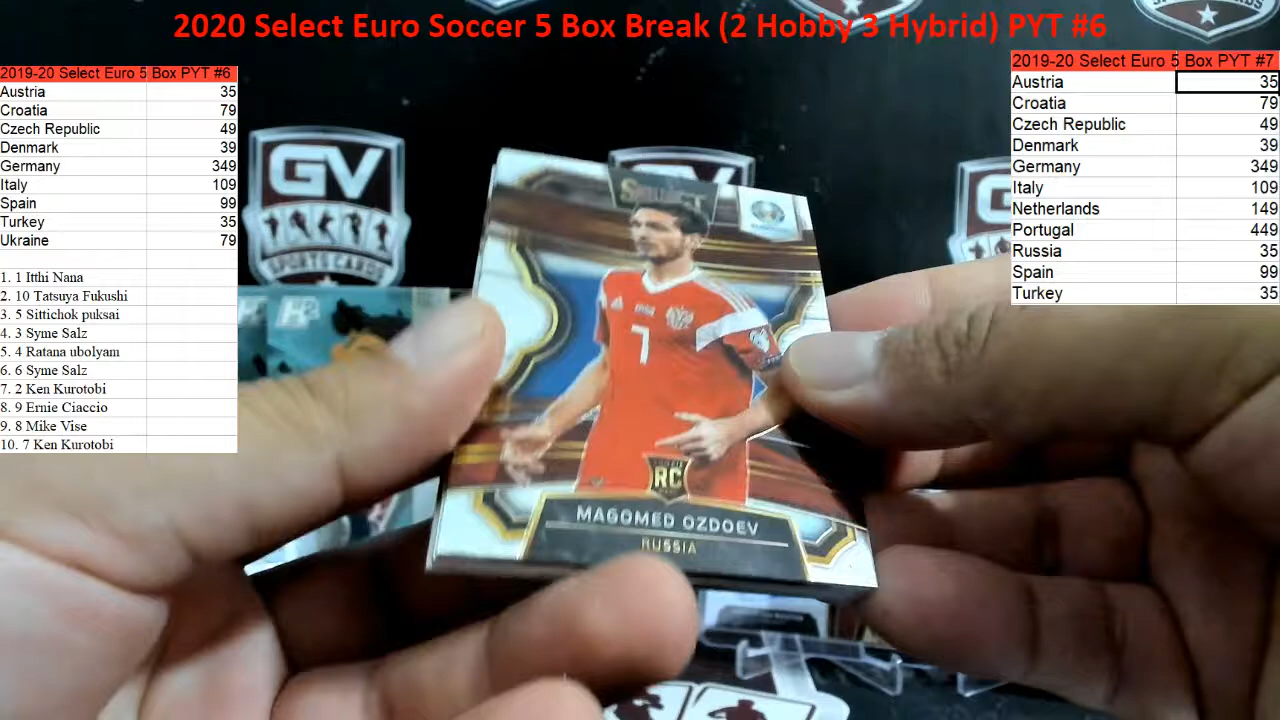 2020 Select Euro Soccer 5 Box Break (2 Hobby 3 Hybrid) PYT #6
2019-20 Select Euro 5 Box PYT #6
Austria 35
Croatia 79
Czech Republic 49
Denmark 39
Germany 349
Italy 109
Spain 99
Turkey 35
Ukraine 79
1. 1 Itthi Nana
2. 10 Tatsuya Fukushi
3. 5 Sittichok puksai
4. 3 Syme Salz
5. 4 Ratana ubolyam
6. 6 Syme Salz
7. 2 Ken Kurotobi
8. 9 Ernie Ciaccio
9. 8 Mike Vise
10. 7 Ken Kurotobi
2019-20 Select Euro 5 Box PYT #7
Austria 35
Croatia 79
Czech Republic 49
Denmark 39
Germany 349
Italy 109
Netherlands 149
Portugal 449
Russia 35
Spain 99
Turkey 35
GV
SPORTS CARDS
SELECT
7
RC
MAGOMED OZDOEV
RUSSIA